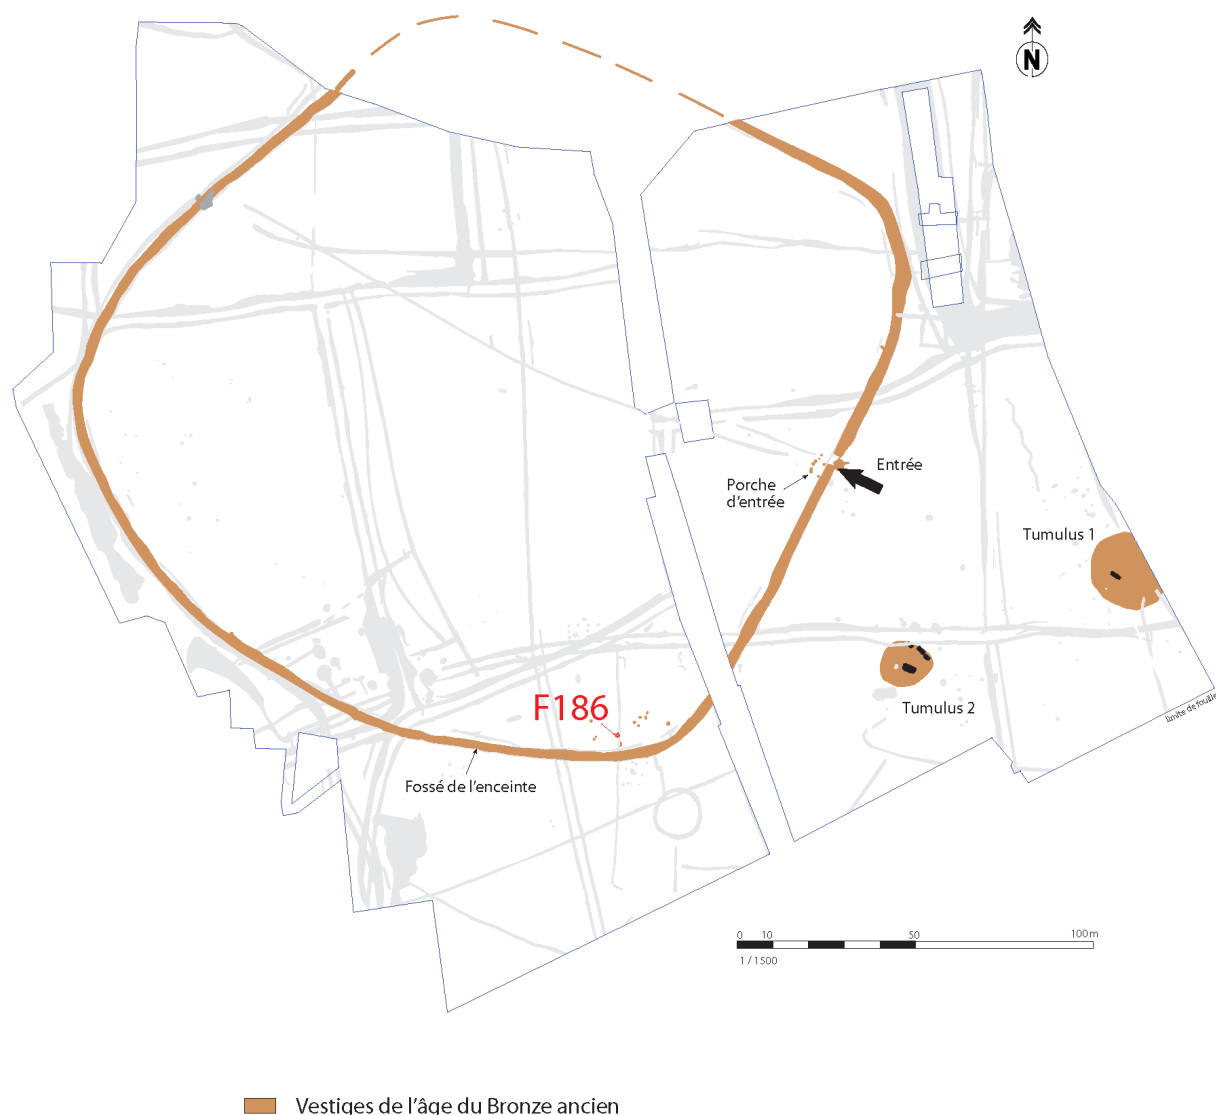 N
Entrée
Porche
d'entrée
Tumulus 1
F186
Tumulus 2
limite de fouille
Fossé de l'enceinte
0 10 50 100 m
1 / 1500
Vestiges de l'âge du Bronze ancien